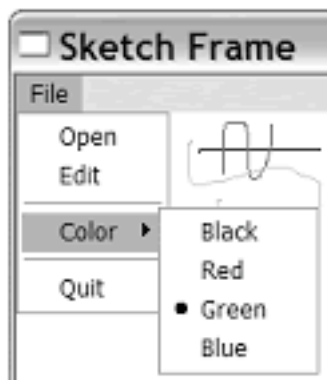 Sketch Frame
File
Open
Edit
Color
Quit
Black
Red
Green
Blue